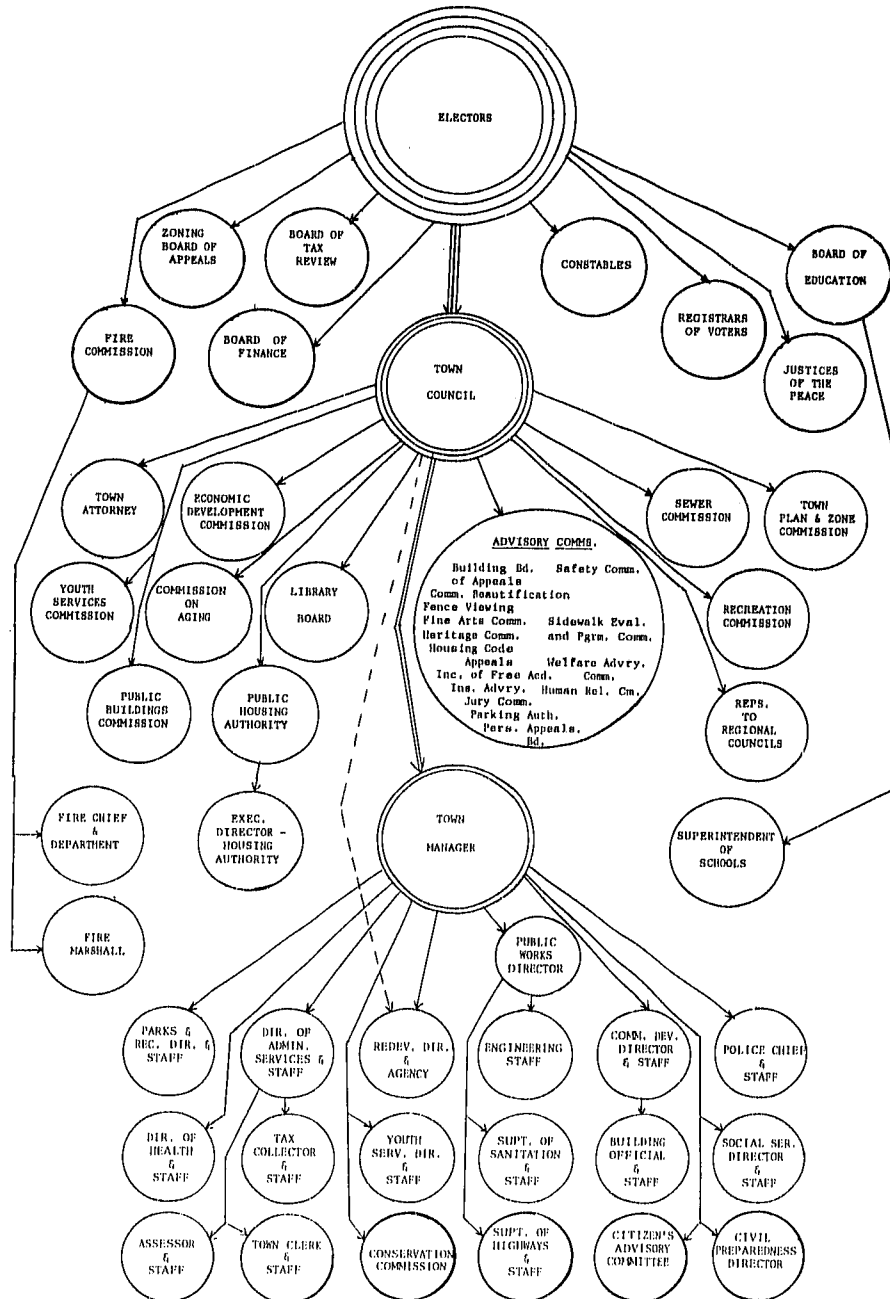 ELECTORS
ZONING
BOARD OF
APPEALS
BOARD OF
TAX
REVIEW
CONSTABLES
BOARD OF
EDUCATION
FIRE
COMMISSION
BOARD OF
FINANCE
REGISTRARS
OF VOTERS
JUSTICES
OF THE
PEACE
TOWN
COUNCIL
TOWN
ATTORNEY
ECONOMIC
DEVELOPMENT
COMMISSION
SEWER
COMMISSION
TOWN
PLAN & ZONE
COMMISSION
YOUTH
SERVICES
COMMISSION
COMMISSION
ON
AGING
LIBRARY
BOARD
ADVISORY COMMS.
Building Bd. Safety Comm.
of Appeals
Comm. Beautification
Fence Viewing
Fine Arts Comm. Sidewalk Eval.
Heritage Comm. and Pgrm. Comm.
Housing Code
Appeals Welfare Advry.
Inc. of Free Acd. Comm.
Ins. Advry. Human Rel. Cm.
Jury Comm.
Parking Auth.
Pers. Appeals.
Bd.
RECREATION
COMMISSION
PUBLIC
BUILDINGS
COMMISSION
PUBLIC
HOUSING
AUTHORITY
REPS.
TO
REGIONAL
COUNCILS
FIRE CHIEF
&
DEPARTMENT
EXEC.
DIRECTOR -
HOUSING
AUTHORITY
TOWN
MANAGER
SUPERINTENDENT
OF
SCHOOLS
FIRE
MARSHALL
PUBLIC
WORKS
DIRECTOR
PARKS &
REC. DIR. &
STAFF
DIR. OF
ADMIN.
SERVICES &
STAFF
REDEV. DIR.
&
AGENCY
ENGINEERING
STAFF
COMM. DEV.
DIRECTOR
& STAFF
POLICE CHIEF
&
STAFF
DIR. OF
HEALTH
&
STAFF
TAX
COLLECTOR
&
STAFF
YOUTH
SERV. DIR.
&
STAFF
SUPT. OF
SANITATION
&
STAFF
BUILDING
OFFICIAL
&
STAFF
SOCIAL SER.
DIRECTOR
&
STAFF
ASSESSOR
&
STAFF
TOWN CLERK
&
STAFF
CONSERVATION
COMMISSION
SUPT. OF
HIGHWAYS
&
STAFF
CITIZEN'S
ADVISORY
COMMITTEE
CIVIL
PREPAREDNESS
DIRECTOR